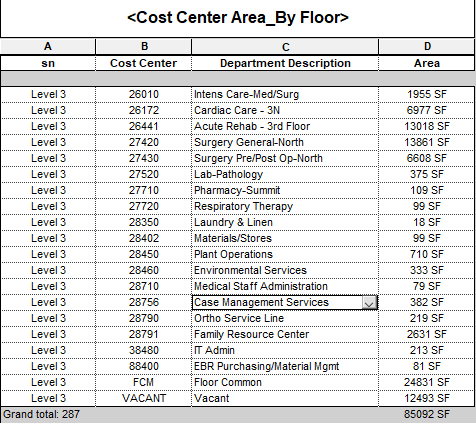 <Cost Center Area_By Floor>
A B C D
sn Cost Center Department Description Area
Level 3 26010 Intens Care-Med/Surg 1955 SF
Level 3 26172 Cardiac Care - 3N 6977 SF
Level 3 26441 Acute Rehab - 3rd Floor 13018 SF
Level 3 27420 Surgery General-North 13861 SF
Level 3 27430 Surgery Pre/Post Op-North 6608 SF
Level 3 27520 Lab-Pathology 375 SF
Level 3 27710 Pharmacy-Summit 109 SF
Level 3 27720 Respiratory Therapy 99 SF
Level 3 28350 Laundry & Linen 18 SF
Level 3 28402 Materials/Stores 99 SF
Level 3 28450 Plant Operations 710 SF
Level 3 28460 Environmental Services 333 SF
Level 3 28710 Medical Staff Administration 79 SF
Level 3 28756 Case Management Services 382 SF
Level 3 28790 Ortho Service Line 219 SF
Level 3 28791 Family Resource Center 2631 SF
Level 3 38480 IT Admin 213 SF
Level 3 88400 EBR Purchasing/Material Mgmt 81 SF
Level 3 FCM Floor Common 24831 SF
Level 3 VACANT Vacant 12493 SF
Grand total: 287 85092 SF